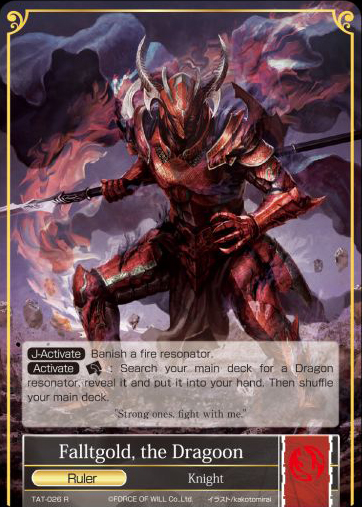 J-Activate Banish a fire resonator.
Activate : Search your main deck for a Dragon
resonator, reveal it and put it into your hand. Then shuffle
your main deck.
"Strong ones, fight with me."
Falltgold, the Dragoon
Ruler Knight
TAT-026 R ©FORCE OF WILL Co.,Ltd. イラスト/kakotomirai